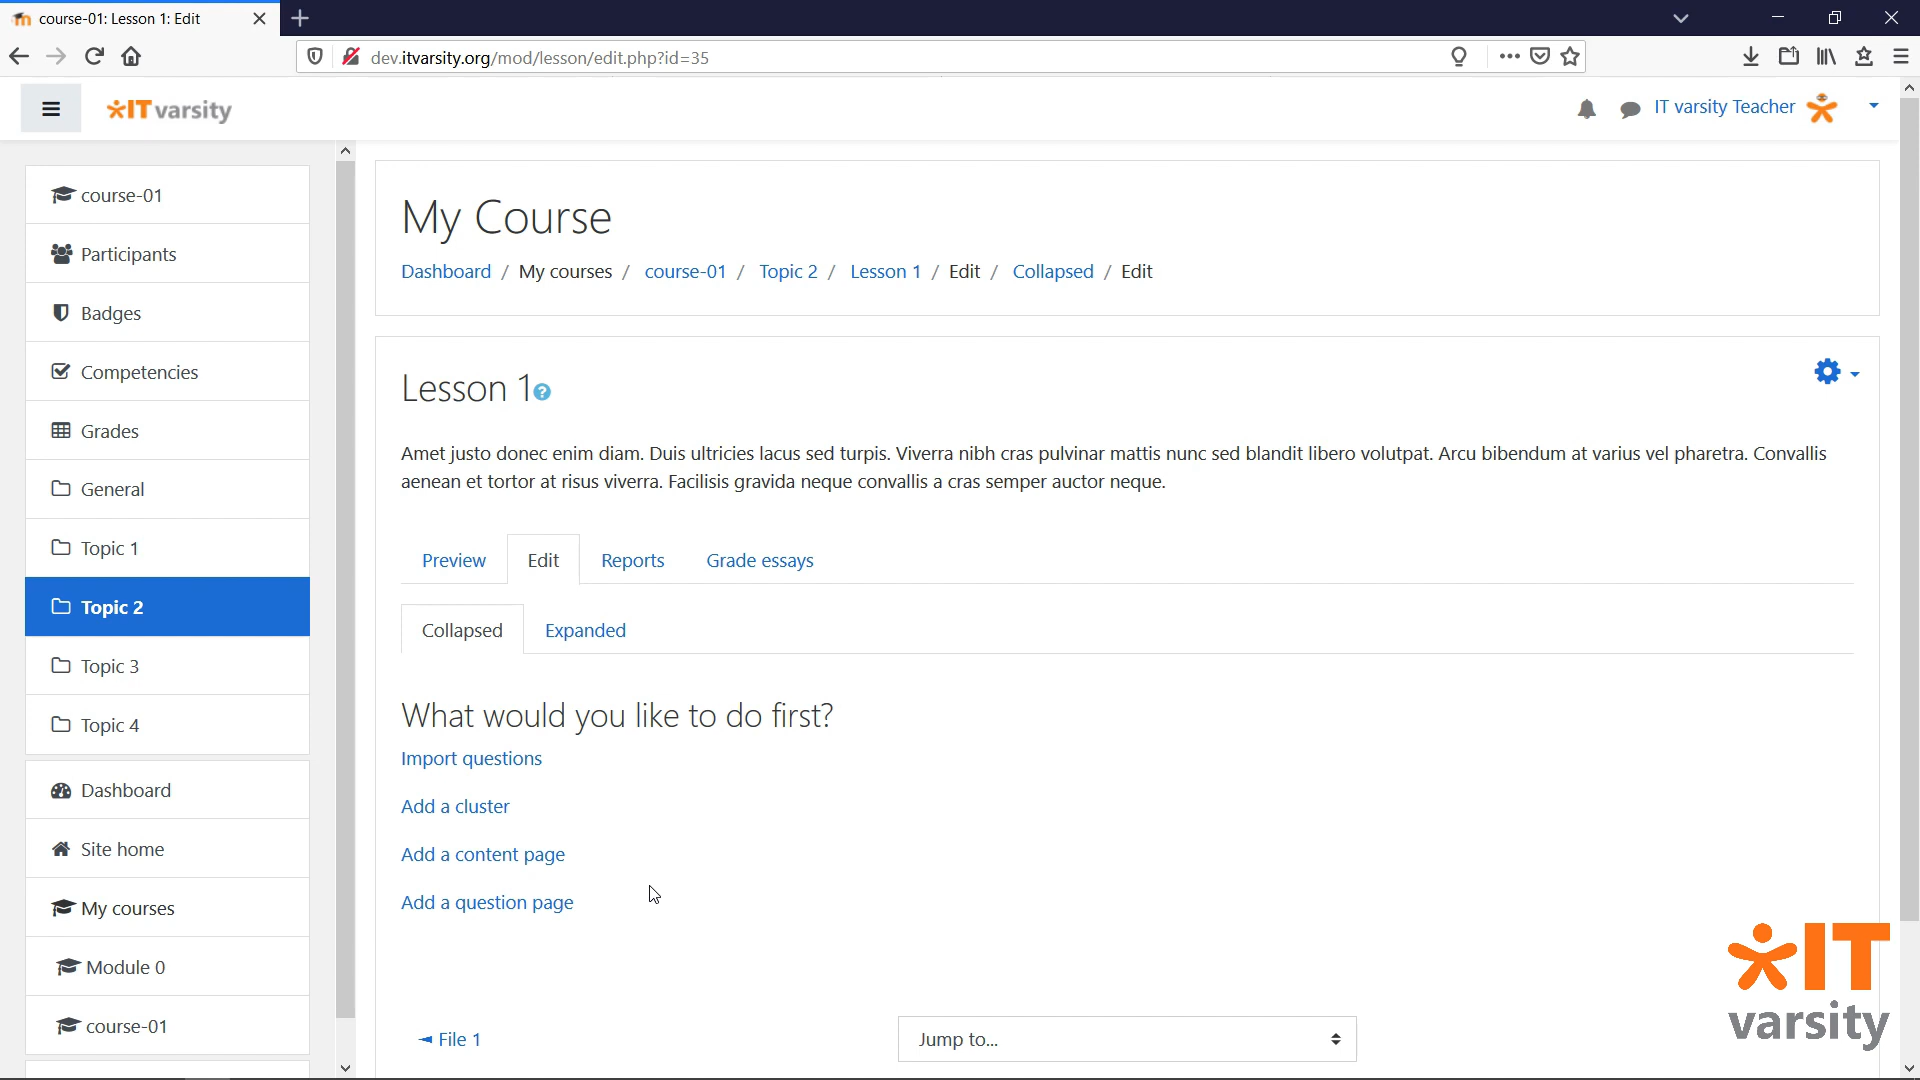 course-01: Lesson 1: Edit
dev.itvarsity.org/mod/lesson/edit.php?id=35
IT varsity
IT varsity Teacher
course-01
Participants
Badges
Competencies
Grades
General
Topic 1
Topic 2
Topic 3
Topic 4
Dashboard
Site home
My courses
Module 0
course-01
My Course
Dashboard / My courses / course-01 / Topic 2 / Lesson 1 / Edit / Collapsed / Edit
Lesson 1
Amet justo donec enim diam. Duis ultricies lacus sed turpis. Viverra nibh cras pulvinar mattis nunc sed blandit libero volutpat. Arcu bibendum at varius vel pharetra. Convallis
aenean et tortor at risus viverra. Facilisis gravida neque convallis a cras semper auctor neque.
Preview Edit Reports Grade essays
Collapsed Expanded
What would you like to do first?
Import questions
Add a cluster
Add a content page
Add a question page
◄ File 1
Jump to...
IT
varsity